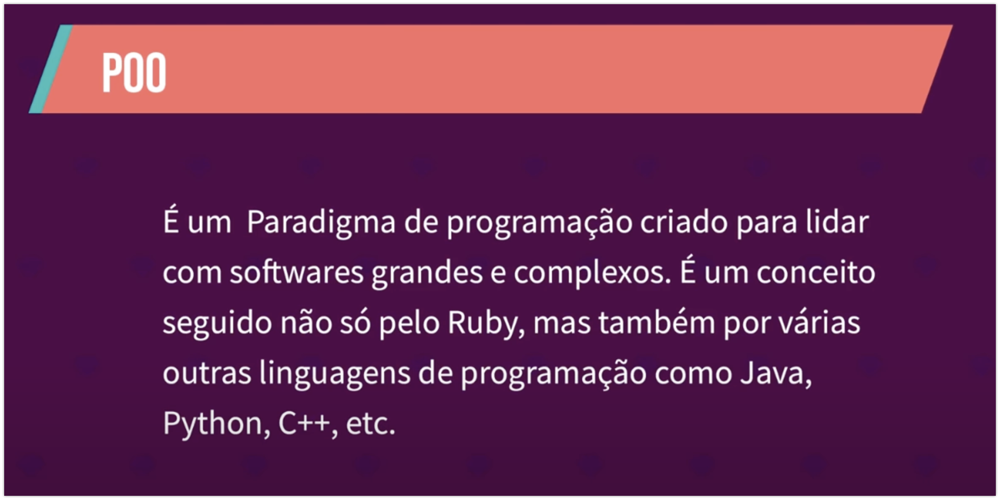 POO
É um  Paradigma de programação criado para lidar
com softwares grandes e complexos. É um conceito
seguido não só pelo Ruby, mas também por várias
outras linguagens de programação como Java,
Python, C++, etc.